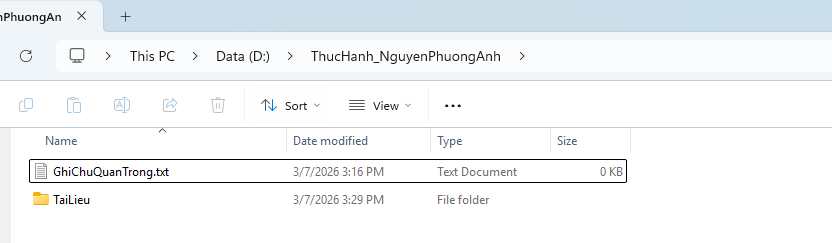 nPhuongAn
This PC > Data (D:) > ThucHanh_NguyenPhuongAnh >
Sort View ...
Name Date modified Type Size
GhiChuQuanTrong.txt 3/7/2026 3:16 PM Text Document 0 KB
TaiLieu 3/7/2026 3:29 PM File folder